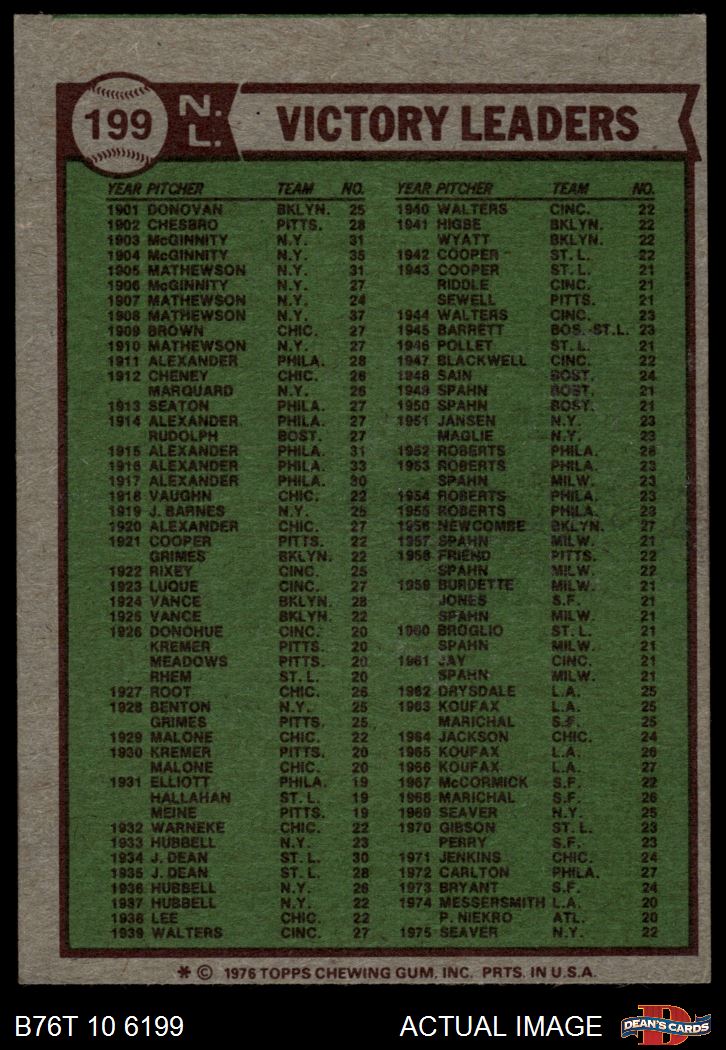 199 N.L. VICTORY LEADERS
YEAR PITCHER TEAM NO.
1901 DONOVAN BKLYN. 25
1902 CHESBRO PITTS. 28
1903 McGINNITY N.Y. 31
1904 McGINNITY N.Y. 35
1905 MATHEWSON N.Y. 31
1906 McGINNITY N.Y. 27
1907 MATHEWSON N.Y. 24
1908 MATHEWSON N.Y. 37
1909 BROWN CHIC. 27
1910 MATHEWSON N.Y. 27
1911 ALEXANDER PHILA. 28
1912 CHENEY CHIC. 26
MARQUARD N.Y. 26
1913 SEATON PHILA. 27
1914 ALEXANDER PHILA. 27
RUDOLPH BOST. 27
1915 ALEXANDER PHILA. 31
1916 ALEXANDER PHILA. 33
1917 ALEXANDER PHILA. 30
1918 VAUGHN CHIC. 22
1919 J. BARNES N.Y. 25
1920 ALEXANDER CHIC. 27
1921 COOPER PITTS. 22
GRIMES BKLYN. 22
1922 RIXEY CINC. 25
1923 LUQUE CINC. 27
1924 VANCE BKLYN. 28
1925 VANCE BKLYN. 22
1926 DONOHUE CINC. 20
KREMER PITTS. 20
MEADOWS PITTS. 20
RHEM ST. L. 20
1927 ROOT CHIC. 26
1928 BENTON N.Y. 25
GRIMES PITTS. 25
1929 MALONE CHIC. 22
1930 KREMER PITTS. 20
MALONE CHIC. 20
1931 ELLIOTT PHILA. 19
HALLAHAN ST. L. 19
MEINE PITTS. 19
1932 WARNEKE CHIC. 22
1933 HUBBELL N.Y. 23
1934 J. DEAN ST. L. 30
1935 J. DEAN ST. L. 28
1936 HUBBELL N.Y. 26
1937 HUBBELL N.Y. 22
1938 LEE CHIC. 22
1939 WALTERS CINC. 27
YEAR PITCHER TEAM NO.
1940 WALTERS CINC. 22
1941 HIGBE BKLYN. 22
WYATT BKLYN. 22
1942 COOPER ST. L. 22
1943 COOPER ST. L. 21
RIDDLE CINC. 21
SEWELL PITTS. 21
1944 WALTERS CINC. 23
1945 BARRETT BOS.-ST.L. 23
1946 POLLET ST. L. 21
1947 BLACKWELL CINC. 22
1948 SAIN BOST. 24
1949 SPAHN BOST. 21
1950 SPAHN BOST. 21
1951 JANSEN N.Y. 23
MAGLIE N.Y. 23
1952 ROBERTS PHILA. 28
1953 ROBERTS PHILA. 23
SPAHN MILW. 23
1954 ROBERTS PHILA. 23
1955 ROBERTS PHILA. 23
1956 NEWCOMBE BKLYN. 27
1957 SPAHN MILW. 21
1958 FRIEND PITTS. 22
SPAHN MILW. 22
1959 BURDETTE MILW. 21
JONES S.F. 21
SPAHN MILW. 21
1960 BROGLIO ST. L. 21
SPAHN MILW. 21
1961 JAY CINC. 21
SPAHN MILW. 21
1962 DRYSDALE L.A. 25
1963 KOUFAX L.A. 25
MARICHAL S.F. 25
1964 JACKSON CHIC. 24
1965 KOUFAX L.A. 26
1966 KOUFAX L.A. 27
1967 McCORMICK S.F. 22
1968 MARICHAL S.F. 26
1969 SEAVER N.Y. 25
1970 GIBSON ST. L. 23
PERRY S.F. 23
1971 JENKINS CHIC. 24
1972 CARLTON PHILA. 27
1973 BRYANT S.F. 24
1974 MESSERSMITH L.A. 20
P. NIEKRO ATL. 20
1975 SEAVER N.Y. 22
* © 1976 TOPPS CHEWING GUM, INC. PRTS. IN U.S.A.
B76T 10 6199 ACTUAL IMAGE DEAN'S CARDS